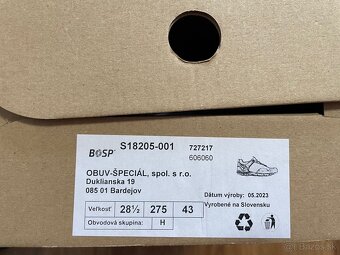 BOSP S18205-001 727217
606060
OBUV-ŠPECIÁL, spol. s r.o.
Duklianska 19
085 01 Bardejov
Dátum výroby: 05.2023
Vyrobené na Slovensku
Veľkosť 28½ 275 43
Obvodová skupina: H